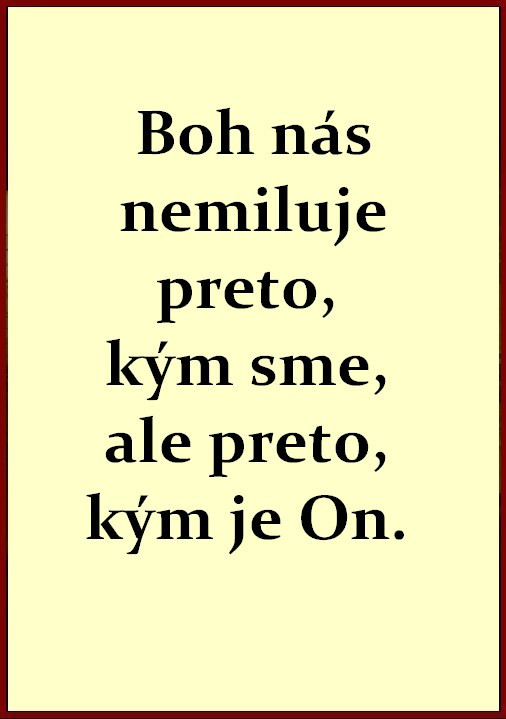 Boh nás
nemiluje
preto,
kým sme,
ale preto,
kým je On.